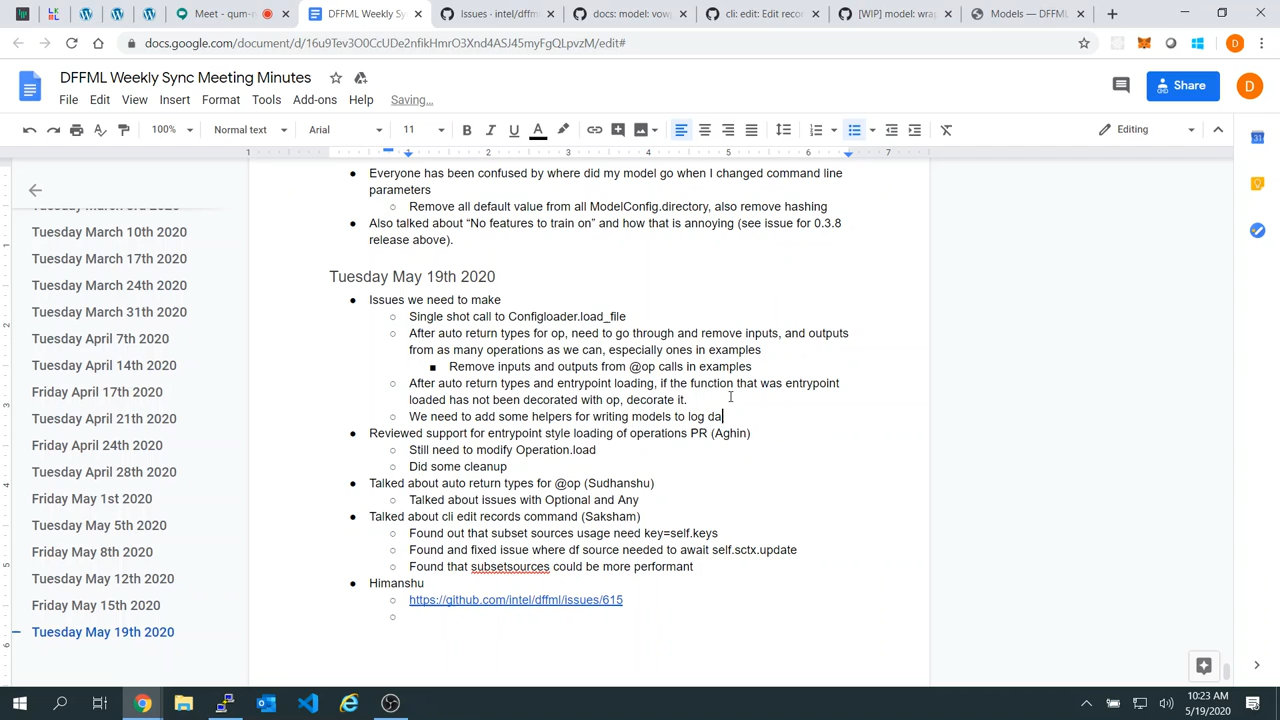 Meet - qum-n
DFFML Weekly Syn
Issues - intel/dffm
docs: model: vow
cli: edit: Edit reco
[WIP] model: wra
Models — DFFML
docs.google.com/document/d/16u9Tev3O0CcUDe2nfikHmrO3Xnd4ASJ45myFgQLpvzM/edit#
D
DFFML Weekly Sync Meeting Minutes
File Edit View Insert Format Tools Add-ons Help Saving...
Share
D
100% Normal text Arial 11 B I U A Editing
1 1 2 3 4 5 6 7
Everyone has been confused by where did my model go when I changed command line
parameters
Remove all default value from all ModelConfig.directory, also remove hashing
Also talked about “No features to train on” and how that is annoying (see issue for 0.3.8
release above).
Tuesday May 19th 2020
Issues we need to make
Single shot call to Configloader.load_file
After auto return types for op, need to go through and remove inputs, and outputs
from as many operations as we can, especially ones in examples
Remove inputs and outputs from @op calls in examples
After auto return types and entrypoint loading, if the function that was entrypoint
loaded has not been decorated with op, decorate it.
We need to add some helpers for writing models to log da
Reviewed support for entrypoint style loading of operations PR (Aghin)
Still need to modify Operation.load
Did some cleanup
Talked about auto return types for @op (Sudhanshu)
Talked about issues with Optional and Any
Talked about cli edit records command (Saksham)
Found out that subset sources usage need key=self.keys
Found and fixed issue where df source needed to await self.sctx.update
Found that subsetsources could be more performant
Himanshu
https://github.com/intel/dffml/issues/615
Tuesday March 10th 2020
Tuesday March 17th 2020
Tuesday March 24th 2020
Tuesday March 31th 2020
Tuesday April 7th 2020
Tuesday April 14th 2020
Friday April 17th 2020
Tuesday April 21th 2020
Friday April 24th 2020
Tuesday April 28th 2020
Friday May 1st 2020
Tuesday May 5th 2020
Friday May 8th 2020
Tuesday May 12th 2020
Friday May 15th 2020
Tuesday May 19th 2020
10:23 AM
5/19/2020